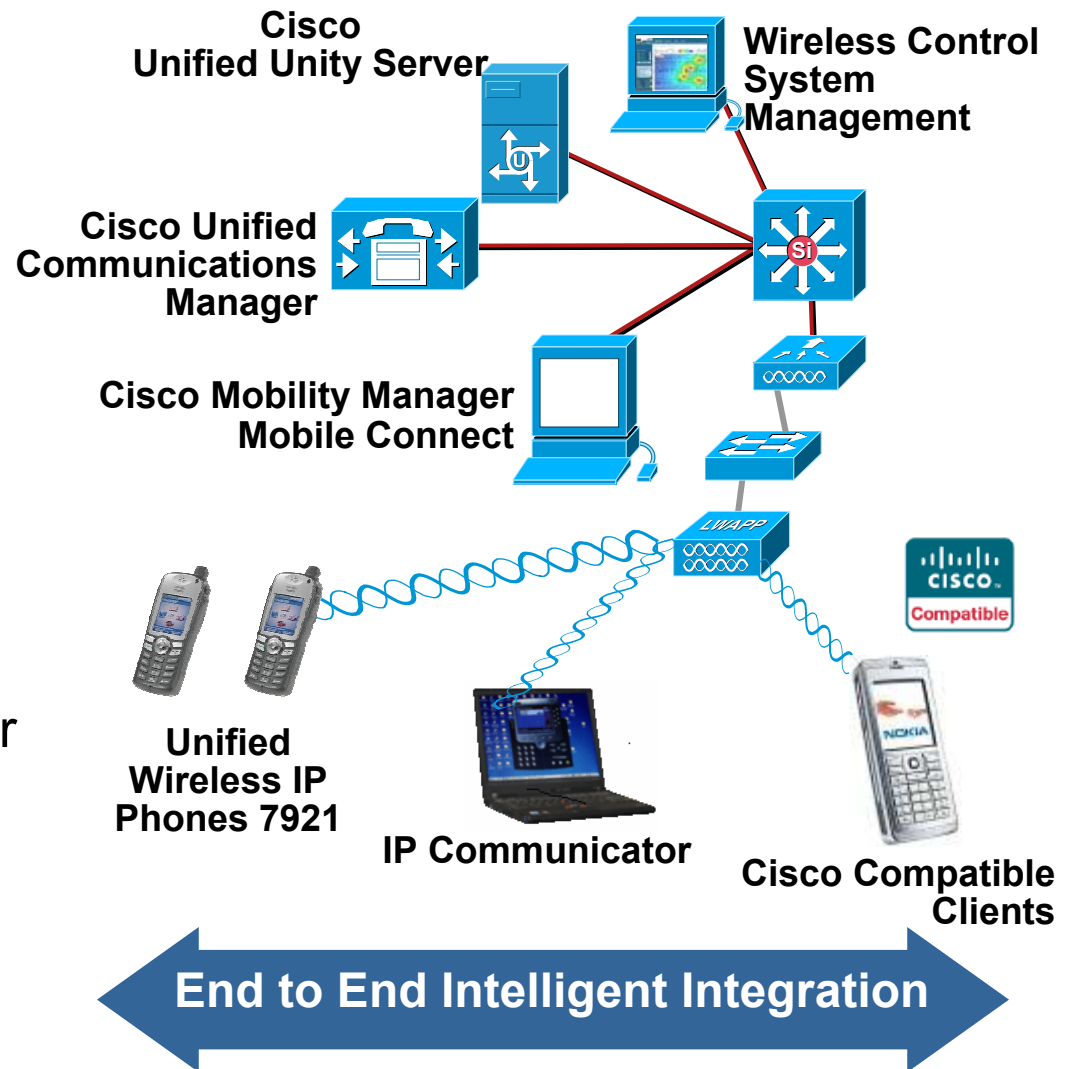 Cisco
Unified Unity Server
Wireless Control
System
Management
U
Cisco Unified
Communications
Manager
Si
Cisco Mobility Manager
Mobile Connect
LWAPP
CISCO™
Compatible
NOKIA
r
Unified
Wireless IP
Phones 7921
IP Communicator
Cisco Compatible
Clients
End to End Intelligent Integration